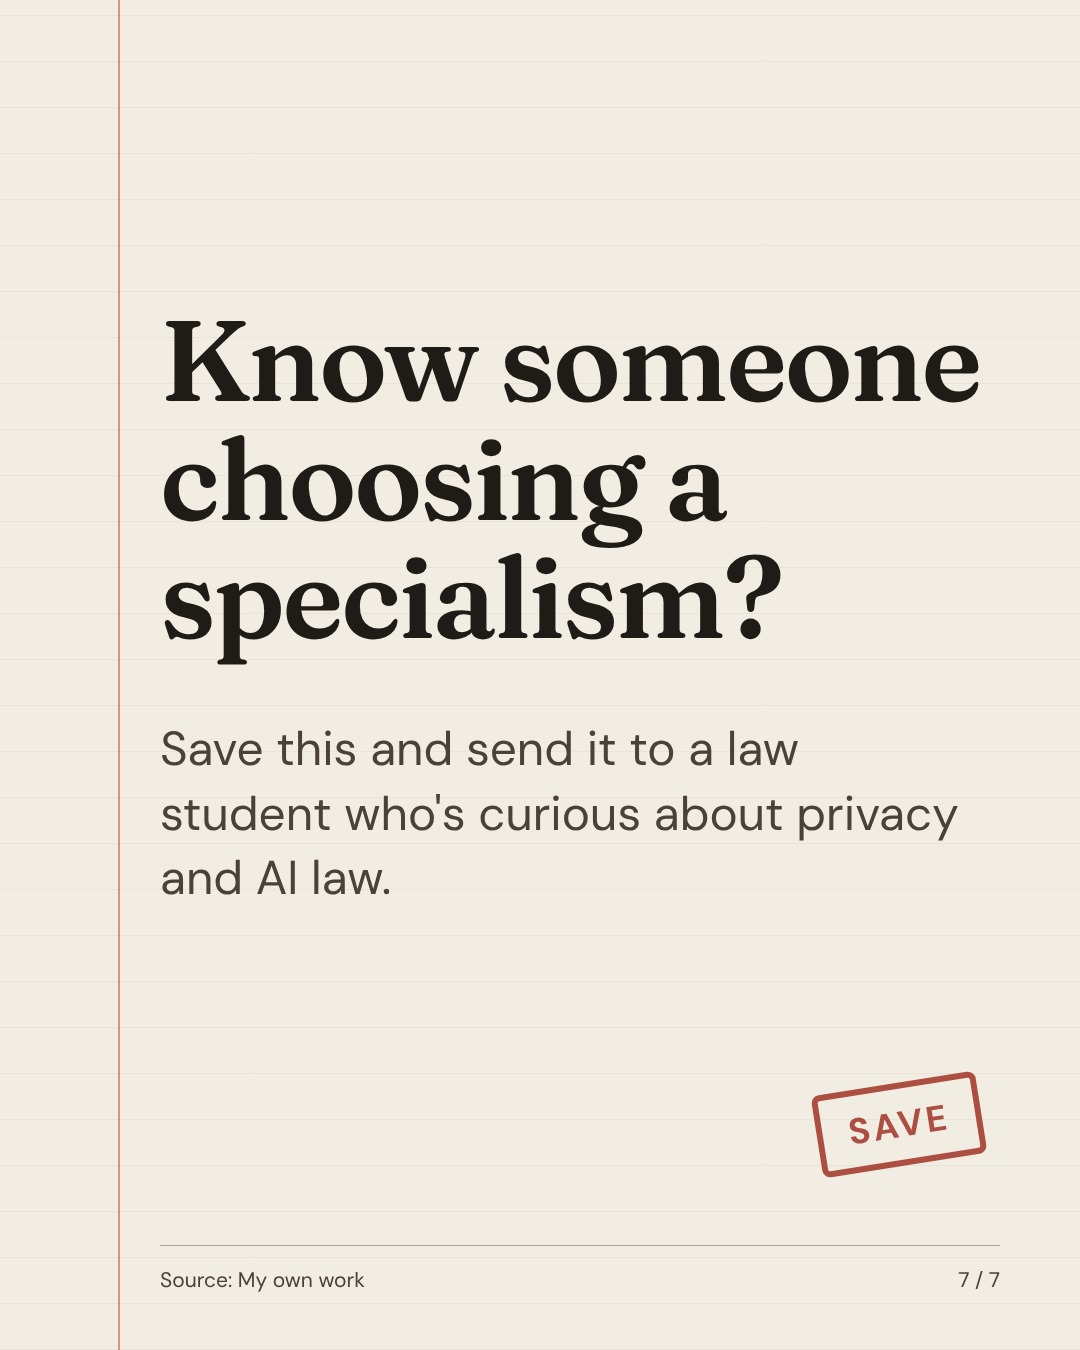 Know someone
choosing a
specialism?
Save this and send it to a law
student who's curious about privacy
and AI law.
SAVE
Source: My own work
7 / 7